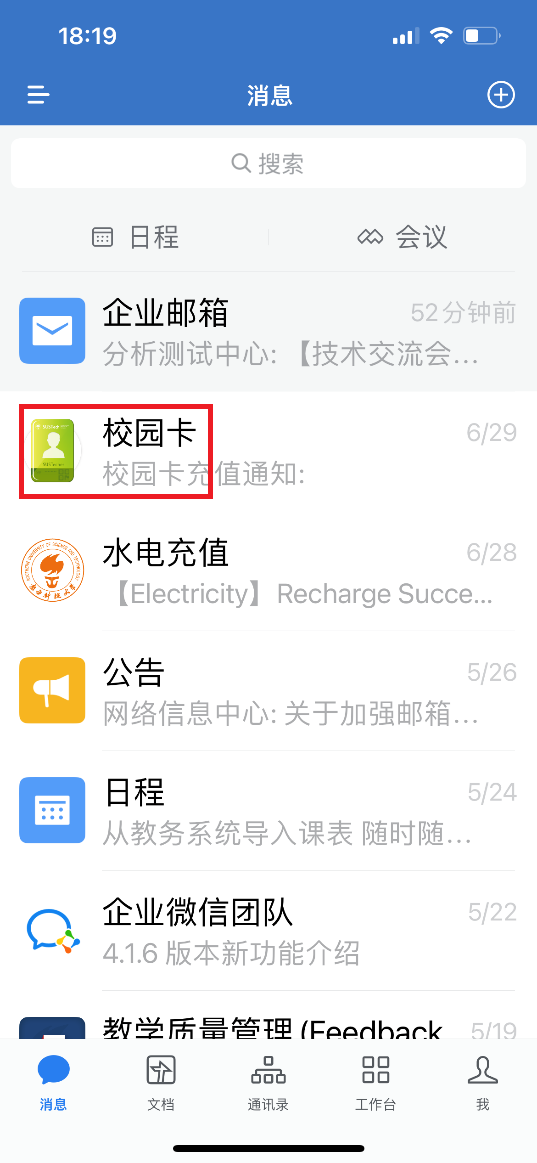 18:19
消息
搜索
日程
会议
企业邮箱
52分钟前
分析测试中心: 【技术交流会...
校园卡
6/29
校园卡充值通知:
水电充值
6/28
【Electricity】Recharge Succe...
公告
5/26
网络信息中心: 关于加强邮箱...
日程
5/24
从教务系统导入课表 随时随...
企业微信团队
5/22
4.1.6 版本新功能介绍
教学质量管理 (Feedback
5/19
消息
文档
通讯录
工作台
我